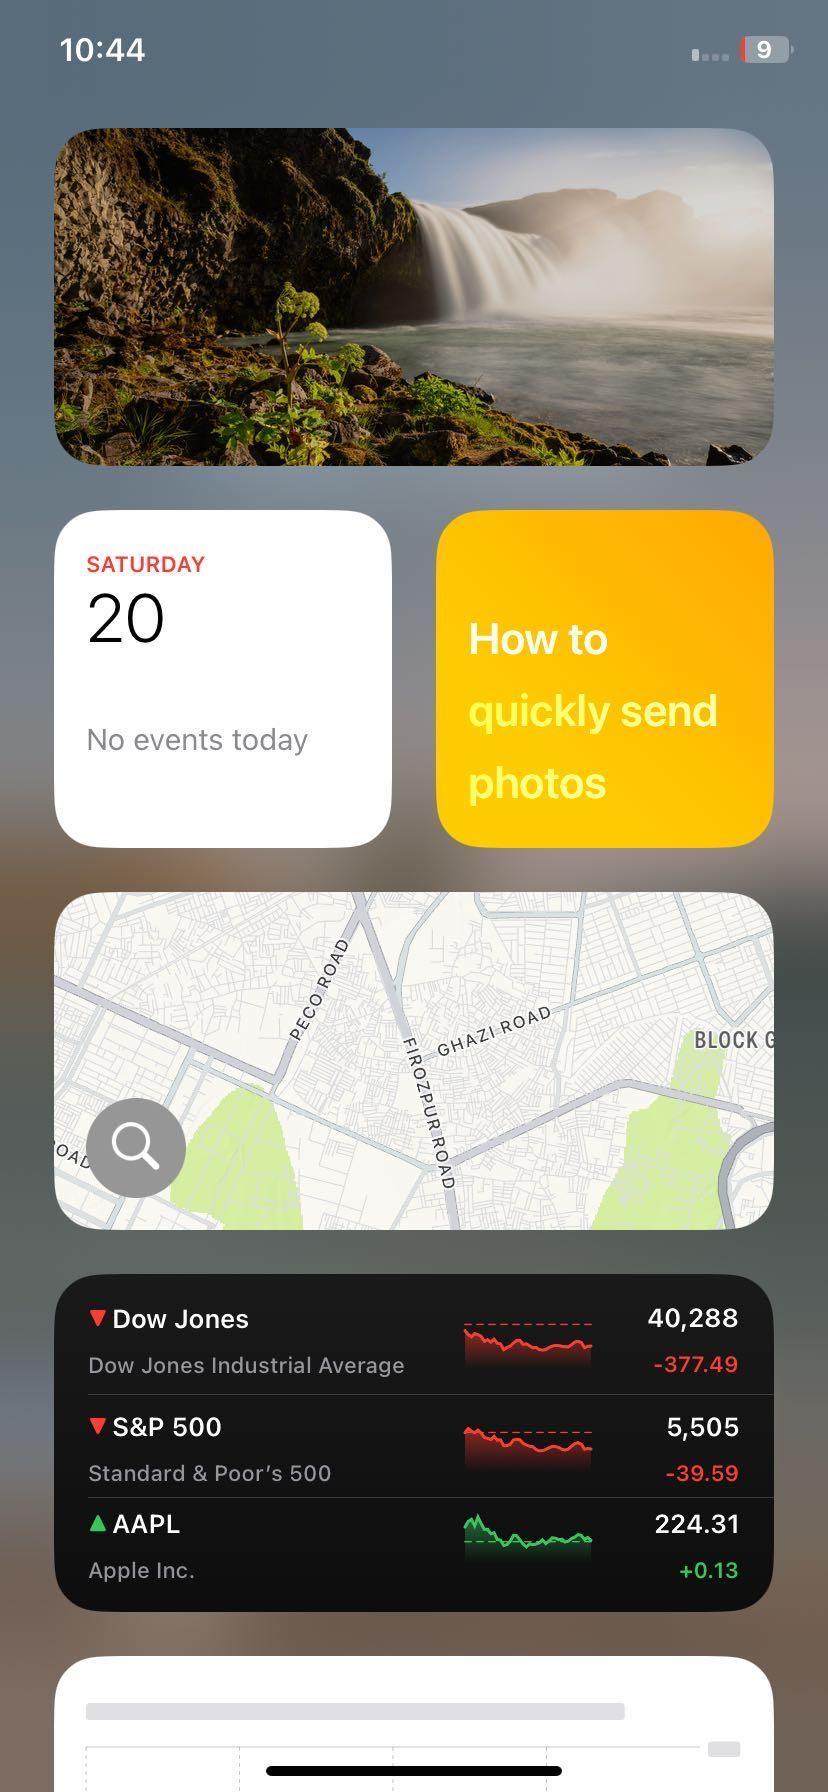 10:44
9
SATURDAY
20
No events today
How to
quickly send
photos
PECO ROAD
GHAZI ROAD
BLOCK G
FIROZPUR ROAD
ROAD
Dow Jones
40,288
Dow Jones Industrial Average
-377.49
S&P 500
5,505
Standard & Poor's 500
-39.59
AAPL
224.31
Apple Inc.
+0.13